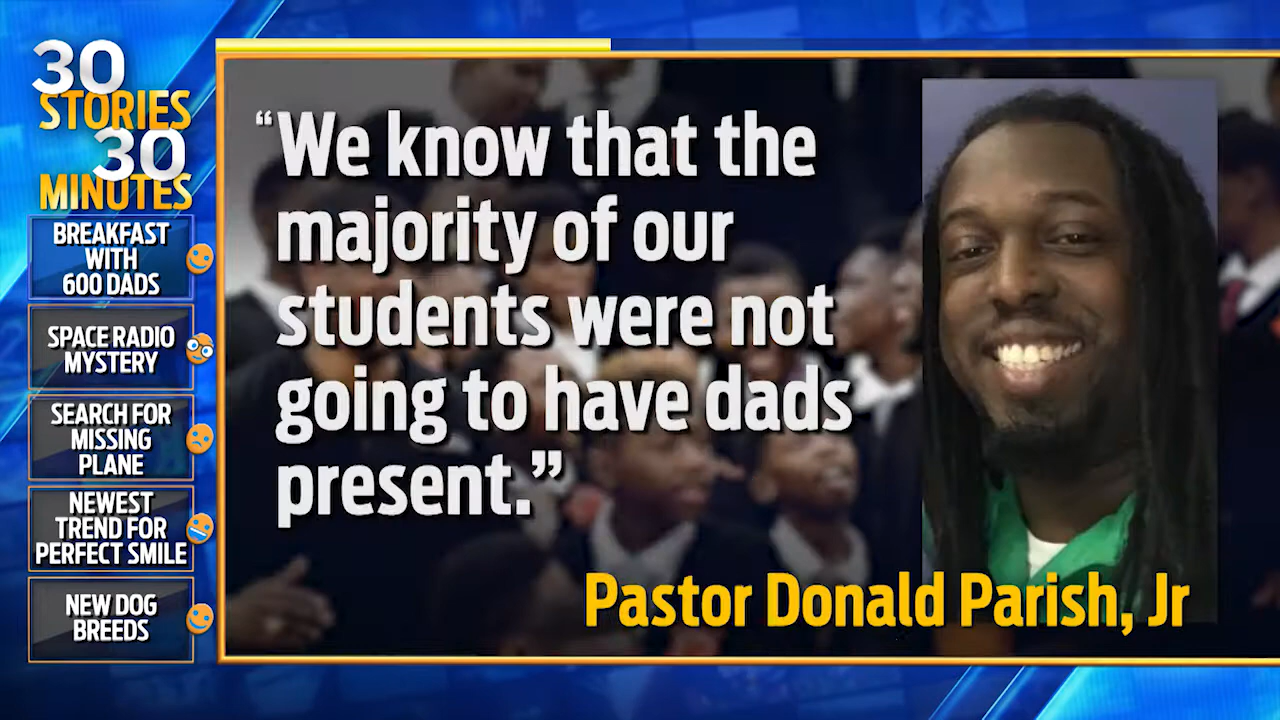 30
STORIES
30
MINUTES
BREAKFAST
WITH
600 DADS
SPACE RADIO
MYSTERY
SEARCH FOR
MISSING
PLANE
NEWEST
TREND FOR
PERFECT SMILE
NEW DOG
BREEDS
“We know that the
majority of our
students were not
going to have dads
present.”
Pastor Donald Parish, Jr